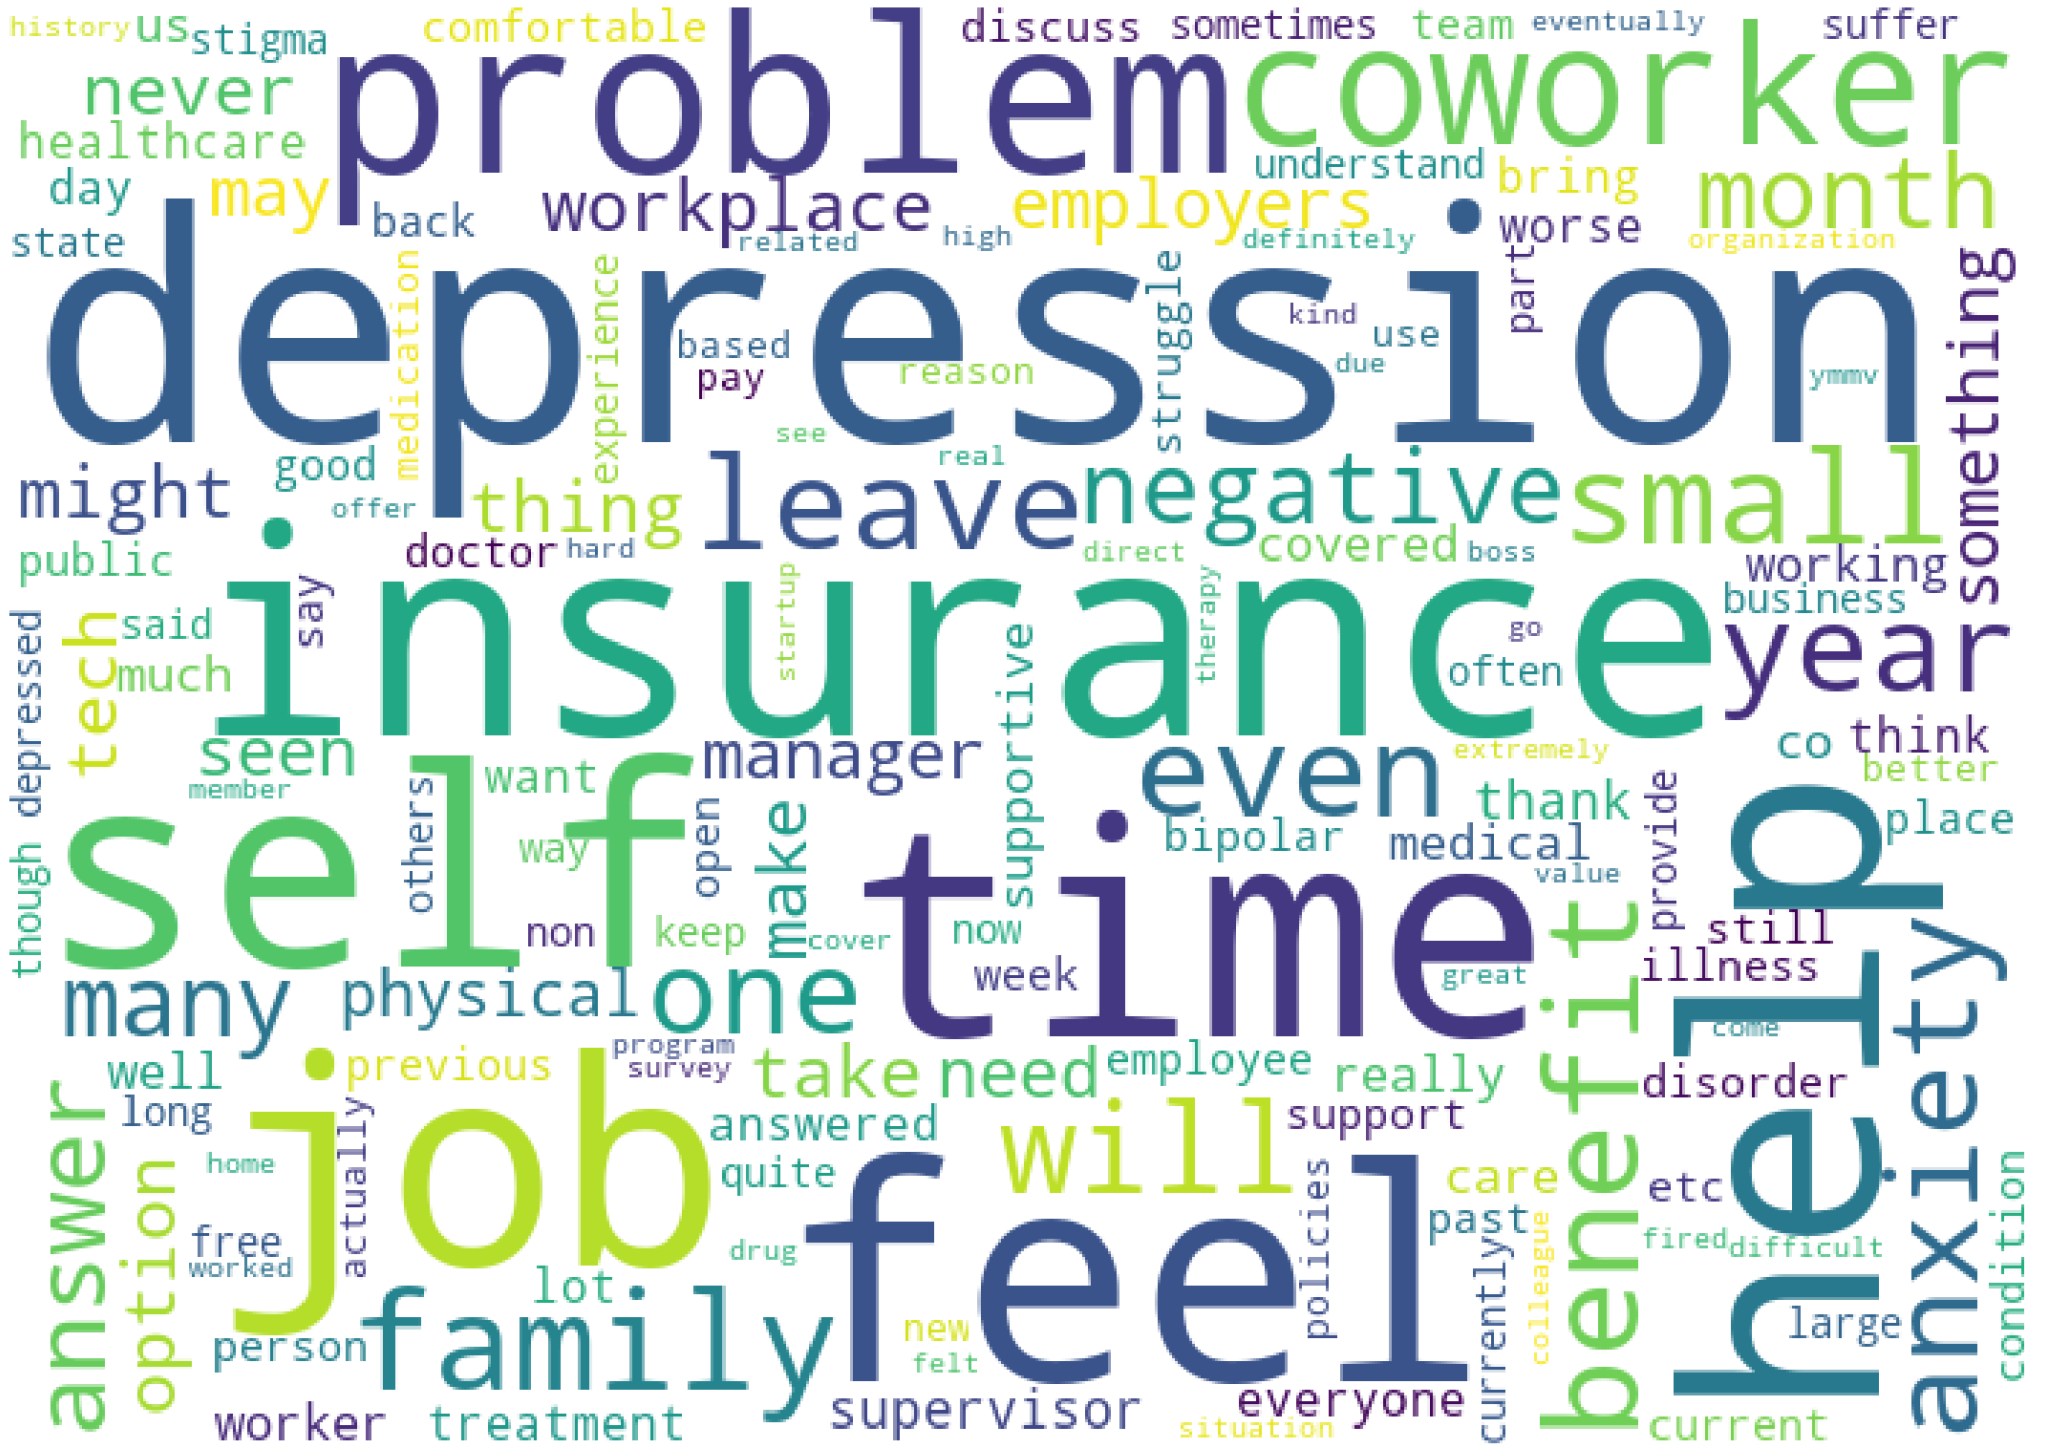 history
us
stigma
comfortable
problem
discuss
sometimes
team
eventually
suffer
coworker
never
healthcare
day
may
back
workplace
employers
understand
bring
month
state
related
high
definitely
worse
organization
depression
medication
experience
based
pay
reason
struggle
kind
use
due
part
ymmv
something
see
real
might
good
offer
thing
leave
negative
small
public
doctor
hard
direct
covered
boss
working
business
insurance
depressed
tech
said
say
much
startup
supportive
therapy
go
often
year
seen
member
want
manager
even
extremely
co
think
better
self
others
way
open
make
time
bipolar
thank
medical
value
provide
place
help
though
non
keep
cover
now
week
great
still
illness
many
physical
one
benefit
come
anxiety
well
long
previous
program
survey
take
need
employee
really
disorder
answer
job
actually
answered
quite
will
support
care
etc
past
option
home
free
worked
feel
policies
currently
colleague
fired
difficult
condition
drug
lot
family
person
new
felt
large
worker
treatment
supervisor
situation
everyone
current